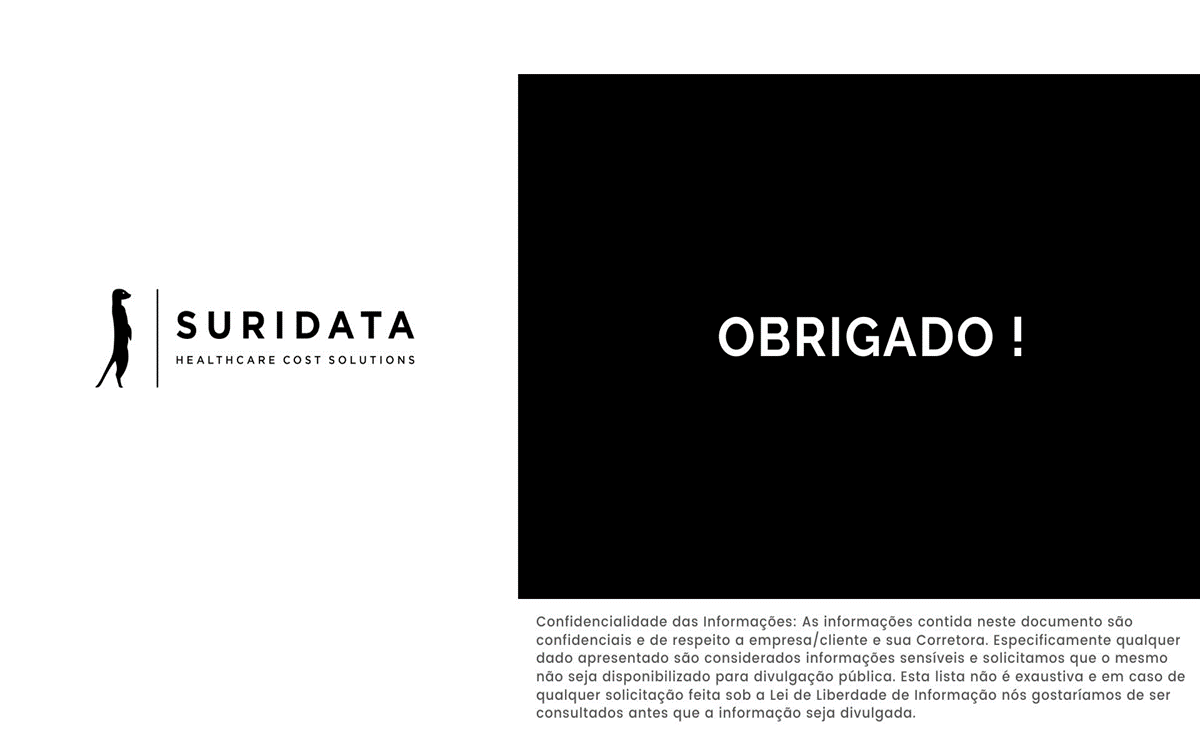 SURIDATA
HEALTHCARE COST SOLUTIONS
OBRIGADO !
Confidencialidade das Informações: As informações contida neste documento são
confidenciais e de respeito a empresa/cliente e sua Corretora. Especificamente qualquer
dado apresentado são considerados informações sensíveis e solicitamos que o mesmo
não seja disponibilizado para divulgação pública. Esta lista não é exaustiva e em caso de
qualquer solicitação feita sob a Lei de Liberdade de Informação nós gostaríamos de ser
consultados antes que a informação seja divulgada.